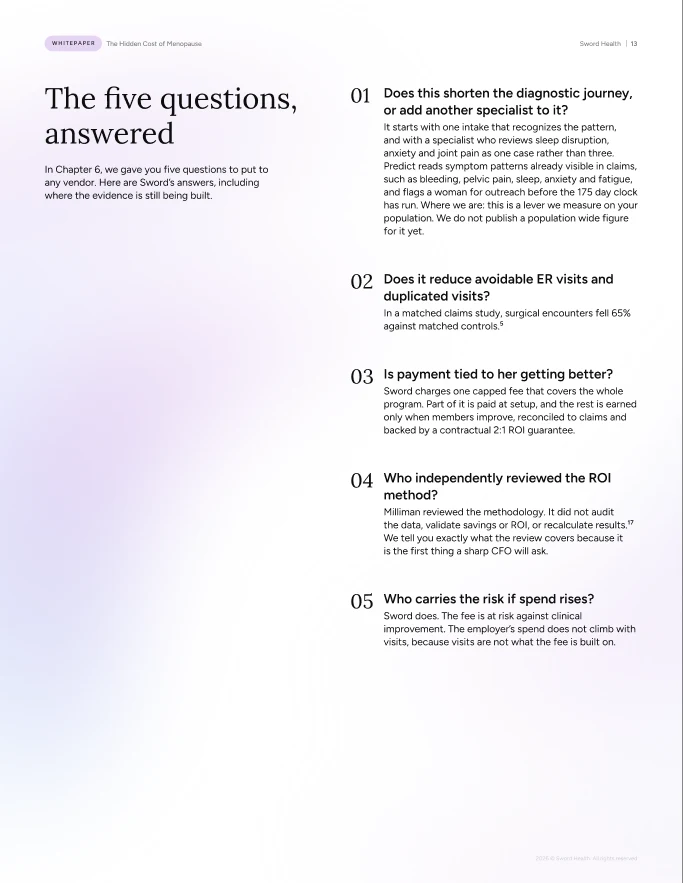 WHITEPAPER The Hidden Cost of Menopause
Sword Health | 13
The five questions,
answered
In Chapter 6, we gave you five questions to put to
any vendor. Here are Sword's answers, including
where the evidence is still being built.
01 Does this shorten the diagnostic journey,
or add another specialist to it?
It starts with one intake that recognizes the pattern,
and with a specialist who reviews sleep disruption,
anxiety and joint pain as one case rather than three.
Predict reads symptom patterns already visible in claims,
such as bleeding, pelvic pain, sleep, anxiety and fatigue,
and flags a woman for outreach before the 175 day clock
has run. Where we are: this is a lever we measure on your
population. We do not publish a population wide figure
for it yet.
02 Does it reduce avoidable ER visits and
duplicated visits?
In a matched claims study, surgical encounters fell 65%
against matched controls.⁵
03 Is payment tied to her getting better?
Sword charges one capped fee that covers the whole
program. Part of it is paid at setup, and the rest is earned
only when members improve, reconciled to claims and
backed by a contractual 2:1 ROI guarantee.
04 Who independently reviewed the ROI
method?
Milliman reviewed the methodology. It did not audit
the data, validate savings or ROI, or recalculate results.¹⁷
We tell you exactly what the review covers because it
is the first thing a sharp CFO will ask.
05 Who carries the risk if spend rises?
Sword does. The fee is at risk against clinical
improvement. The employer's spend does not climb with
visits, because visits are not what the fee is built on.
Sword Health. All rights reserved